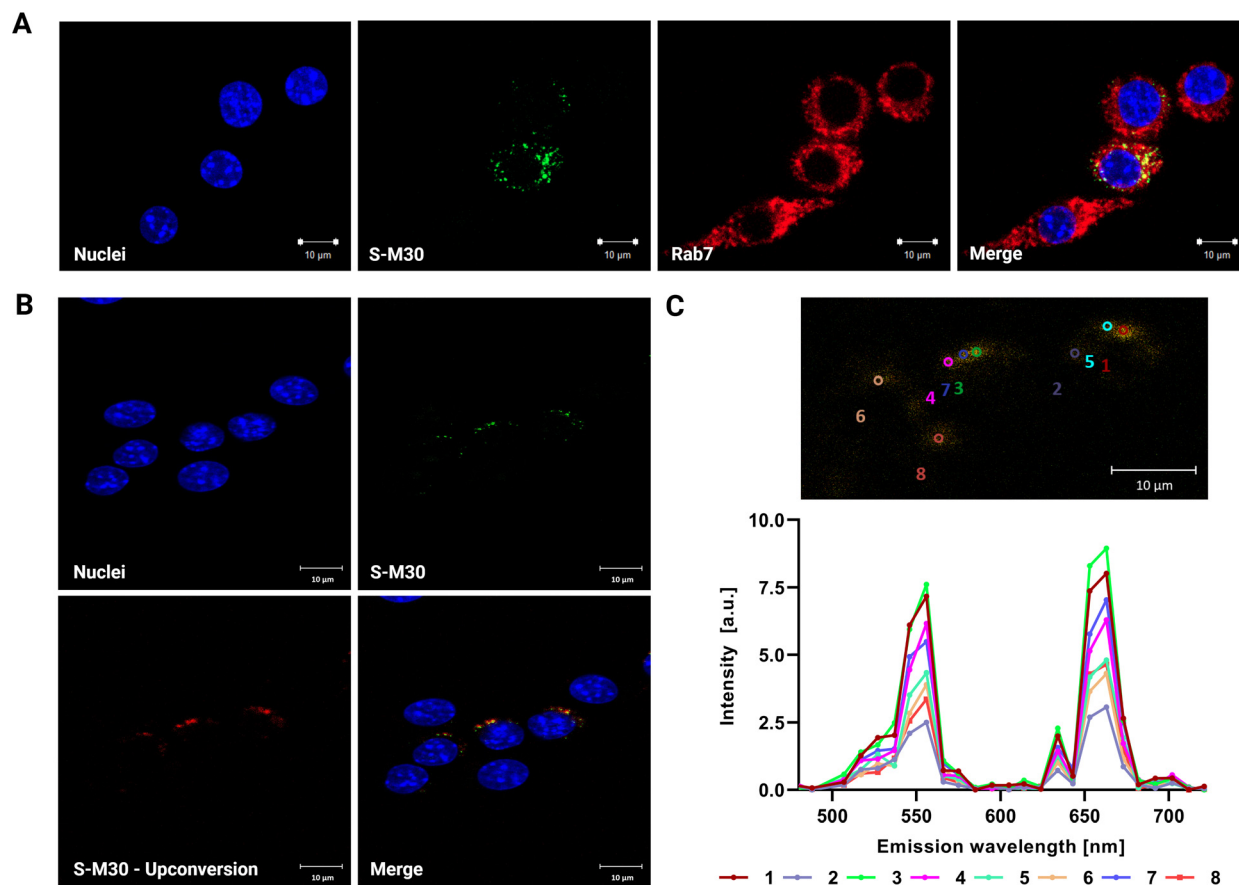 A
Nuclei
10 µm
S-M30
10 µm
Rab7
10 µm
Merge
10 µm
B
Nuclei
10 µm
S-M30
10 µm
S-M30 - Upconversion
10 µm
Merge
10 µm
C
5
1
2
4
7
3
6
8
10 µm
10.0
7.5
5.0
2.5
0.0
Intensity [a.u.]
500 550 600 650 700
Emission wavelength [nm]
1 2 3 4 5 6 7 8